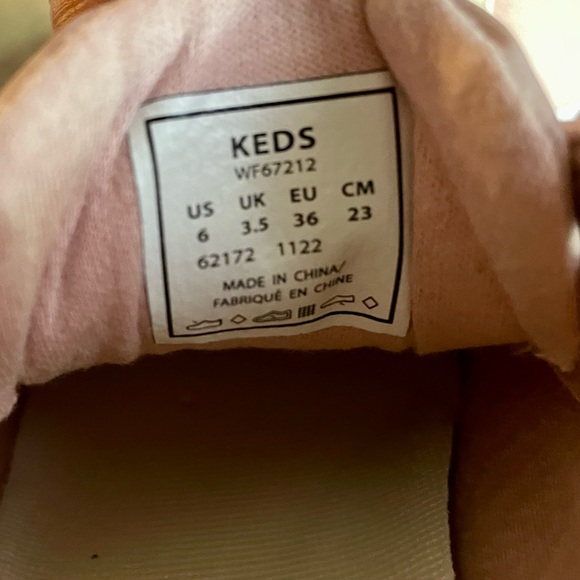 KEDS
WF67212
US UK EU CM
6 3.5 36 23
62172 1122
MADE IN CHINA/
FABRIQUÉ EN CHINE